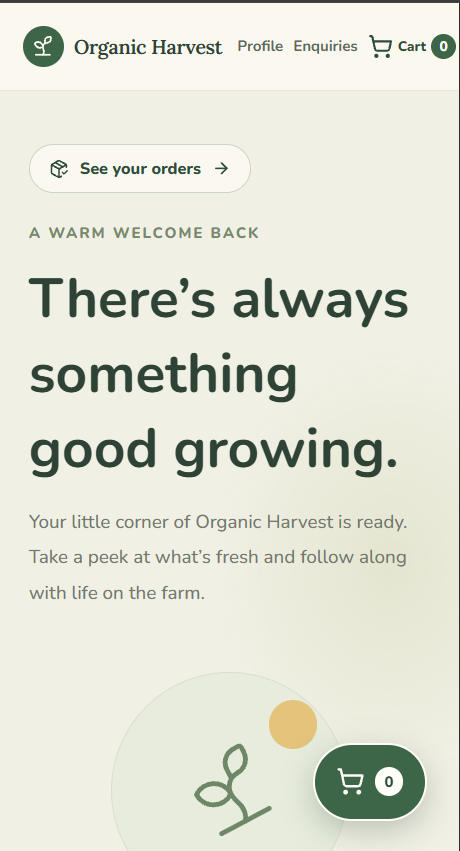 Organic Harvest Profile Enquiries Cart 0
See your orders
A WARM WELCOME BACK
There’s always
something
good growing.
Your little corner of Organic Harvest is ready.
Take a peek at what’s fresh and follow along
with life on the farm.
0